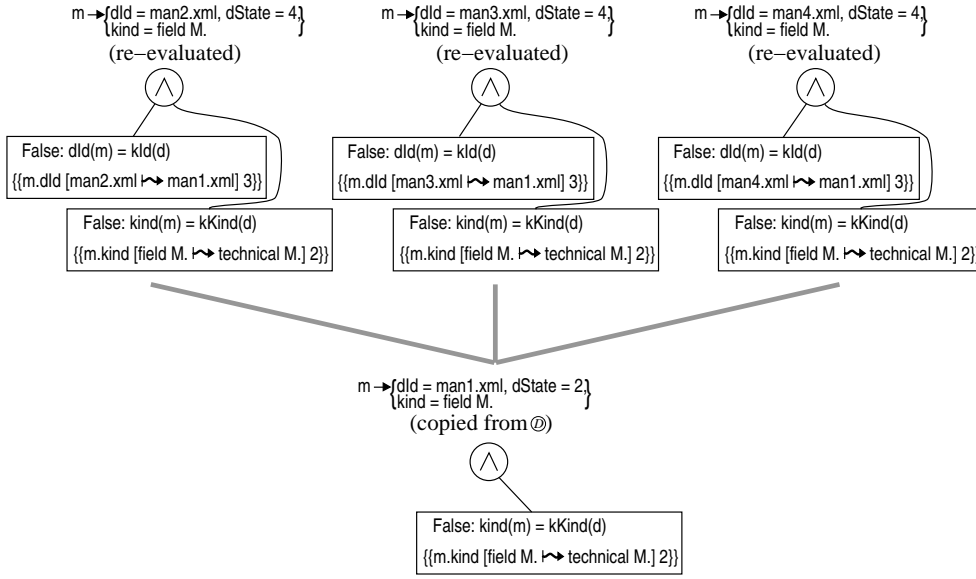 m → {dId = man2.xml, dState = 4, kind = field M.}
(re−evaluated)
∧
False: dId(m) = kId(d)
{{m.dId [man2.xml ↦ man1.xml] 3}}
False: kind(m) = kKind(d)
{{m.kind [field M. ↦ technical M.] 2}}
m → {dId = man3.xml, dState = 4, kind = field M.}
(re−evaluated)
∧
False: dId(m) = kId(d)
{{m.dId [man3.xml ↦ man1.xml] 3}}
False: kind(m) = kKind(d)
{{m.kind [field M. ↦ technical M.] 2}}
m → {dId = man4.xml, dState = 4, kind = field M.}
(re−evaluated)
∧
False: dId(m) = kId(d)
{{m.dId [man4.xml ↦ man1.xml] 3}}
False: kind(m) = kKind(d)
{{m.kind [field M. ↦ technical M.] 2}}
m → {dId = man1.xml, dState = 2, kind = field M.}
(copied from 𝔻)
∧
False: kind(m) = kKind(d)
{{m.kind [field M. ↦ technical M.] 2}}